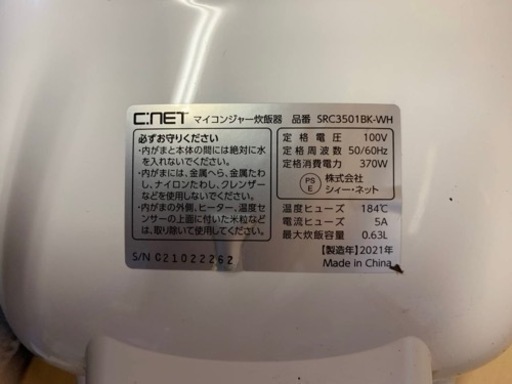 C:NET マイコンジャー炊飯器 品番 SRC3501BK-WH
必ずお守りください
・内がまと本体の間には絶対に水
を入れないでください。
・内がまには、金属へら、金属たわ
し、ナイロンたわし、クレンザー
などを使用しないでください。
・内がまの外側、ヒーター、温度セ
ンサーの上面に付いた米粒など
は、取り除いて使用してください。
S/N C21022262
定格電圧 100V
定格周波数 50/60Hz
定格消費電力 370W
PS
E
株式会社
シィー・ネット
温度ヒューズ 184℃
電流ヒューズ 5A
最大炊飯容量 0.63L
【製造年】2021年
Made in China